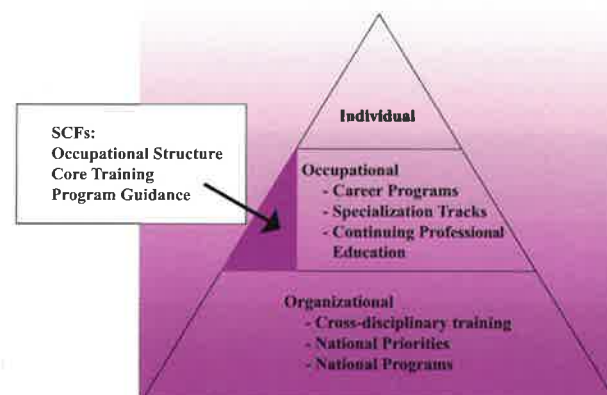 Individual
SCFs:
Occupational Structure
Core Training
Program Guidance
Occupational
- Career Programs
- Specialization Tracks
- Continuing Professional
Education
Organizational
- Cross-disciplinary training
- National Priorities
- National Programs